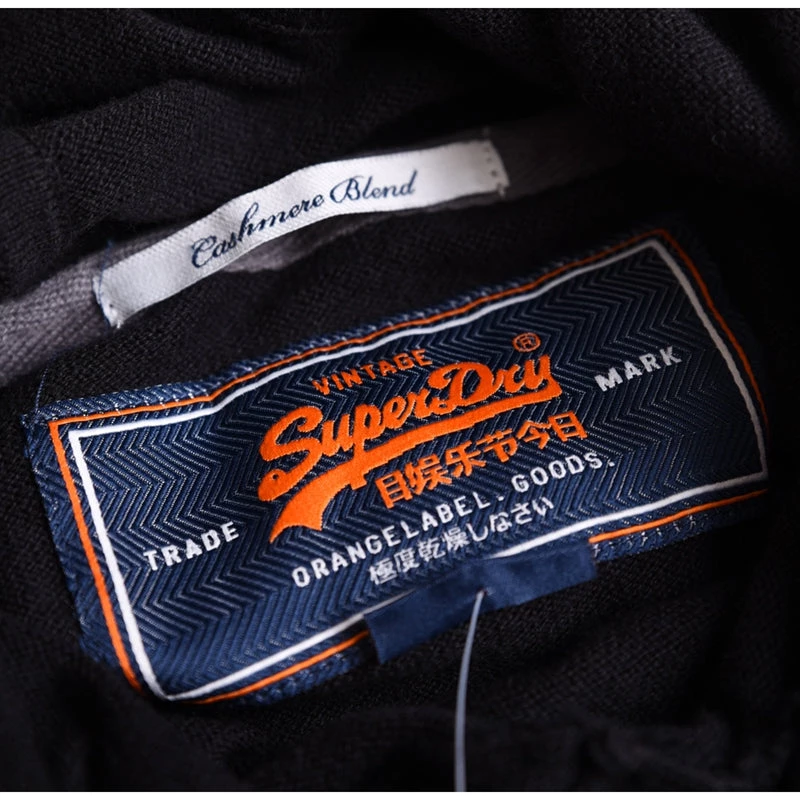 Cashmere Blend
VINTAGE
SuperDry®
目娱乐节今日
TRADE
MARK
ORANGELABEL.GOODS.
極度乾燥しなさい